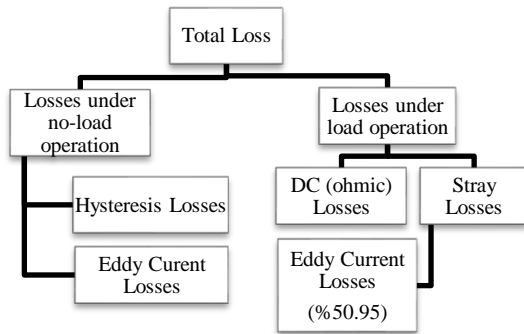 Total Loss
Losses under
no-load
operation
Losses under
load operation
Hysteresis Losses
Eddy Curent
Losses
DC (ohmic)
Losses
Stray
Losses
Eddy Current
Losses
(%50.95)